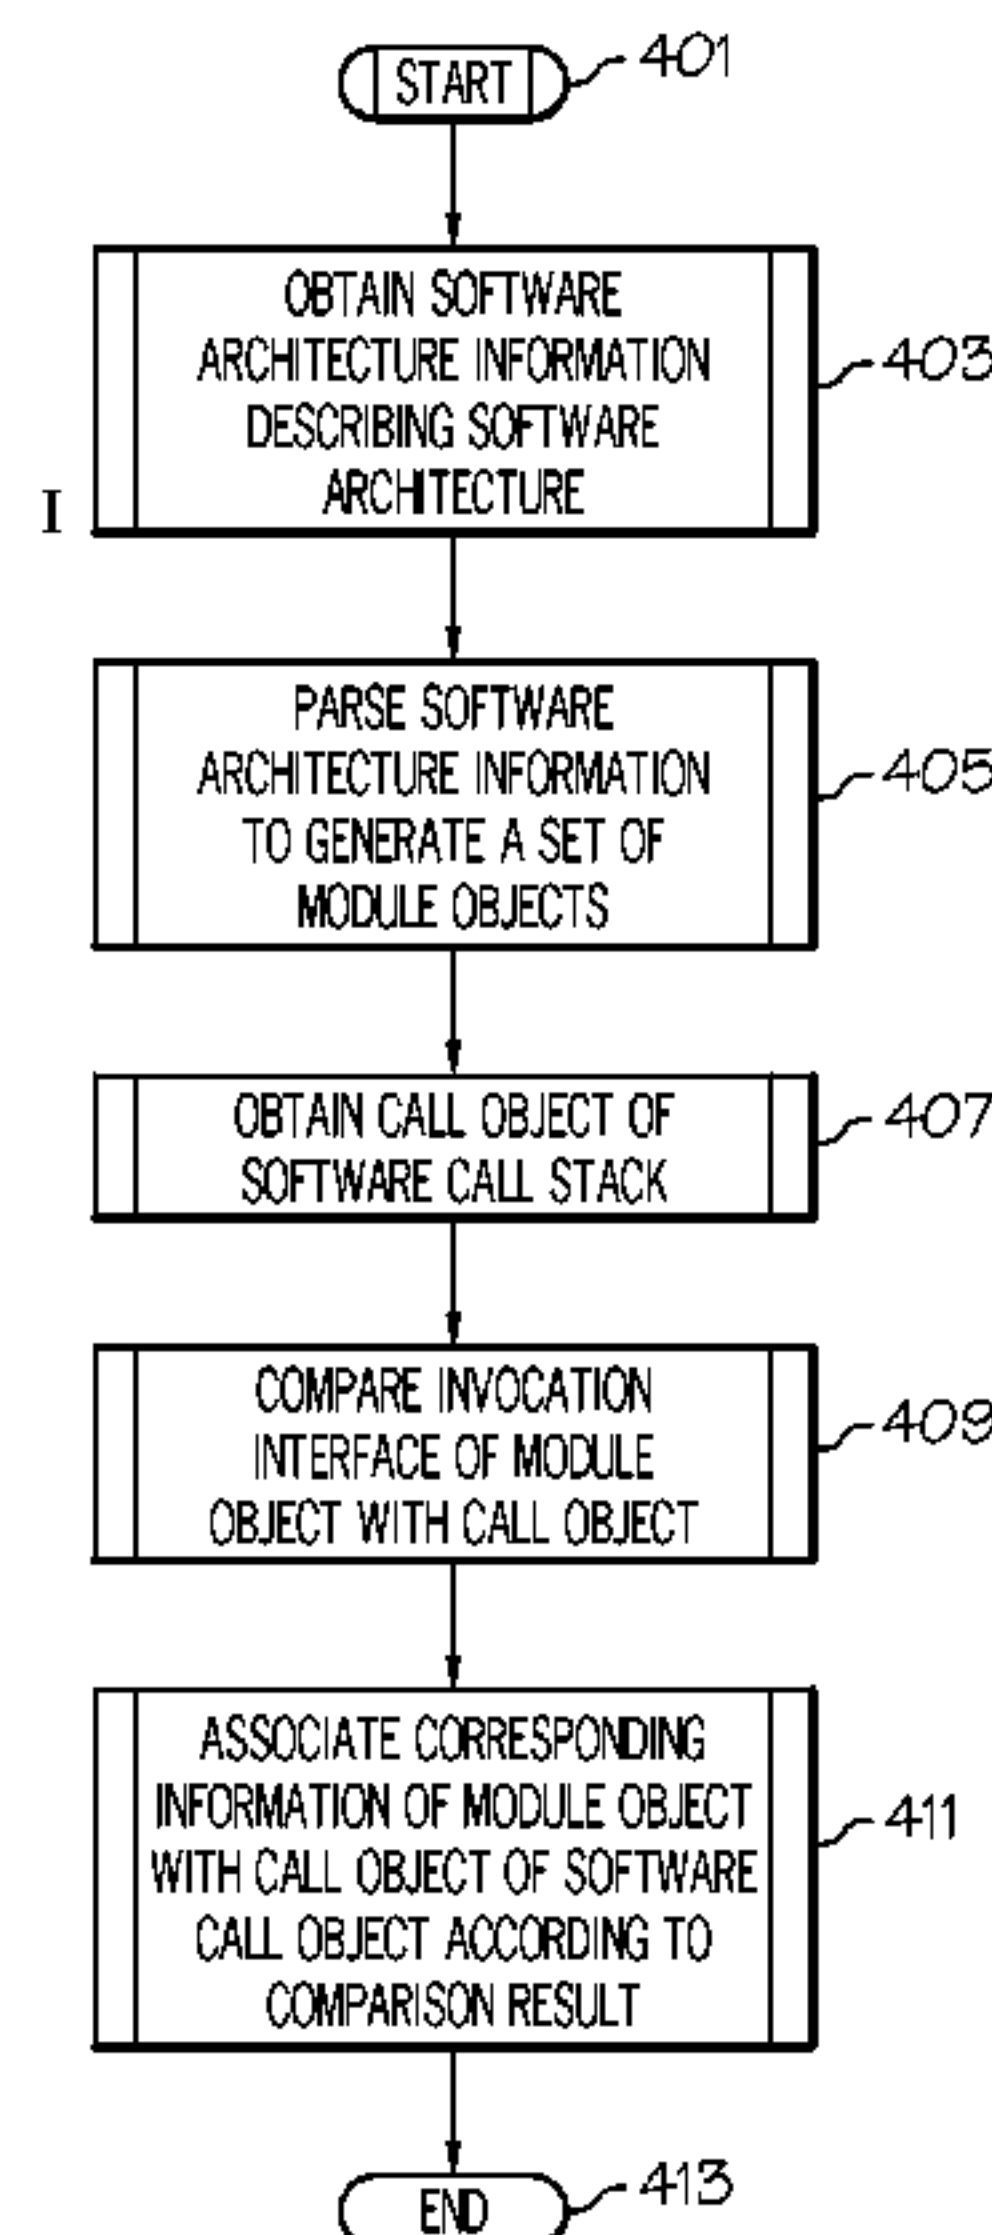 START
401
OBTAIN SOFTWARE
ARCHITECTURE INFORMATION
DESCRIBING SOFTWARE
ARCHITECTURE
403
I
PARSE SOFTWARE
ARCHITECTURE INFORMATION
TO GENERATE A SET OF
MODULE OBJECTS
405
OBTAIN CALL OBJECT OF
SOFTWARE CALL STACK
407
COMPARE INVOCATION
INTERFACE OF MODULE
OBJECT WITH CALL OBJECT
409
ASSOCIATE CORRESPONDING
INFORMATION OF MODULE OBJECT
WITH CALL OBJECT OF SOFTWARE
CALL OBJECT ACCORDING TO
COMPARISON RESULT
411
END
413